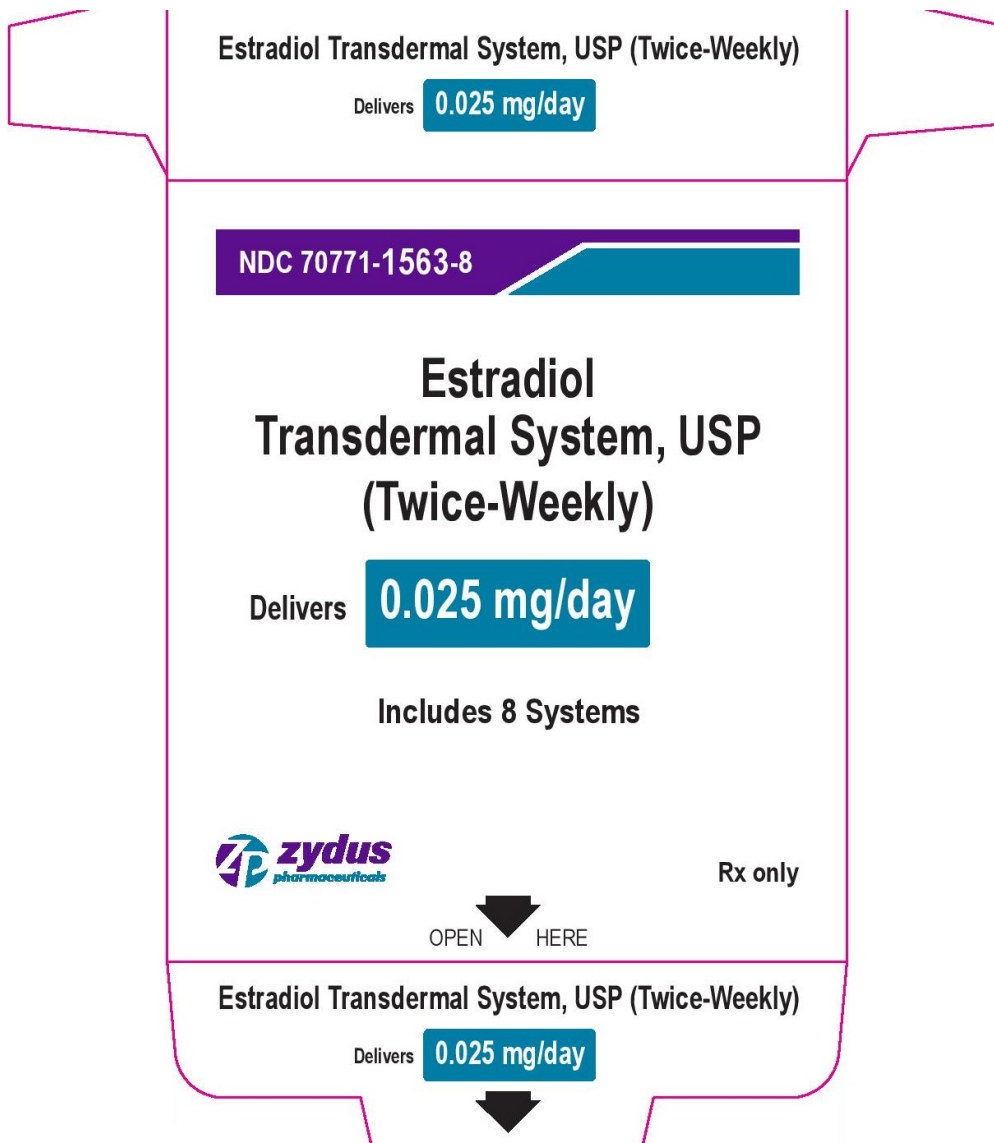 Estradiol Transdermal System, USP (Twice-Weekly)
Delivers 0.025 mg/day
NDC 70771-1563-8
Estradiol
Transdermal System, USP
(Twice-Weekly)
Delivers 0.025 mg/day
Includes 8 Systems
zydus
pharmaceuticals
Rx only
OPEN HERE
Estradiol Transdermal System, USP (Twice-Weekly)
Delivers 0.025 mg/day